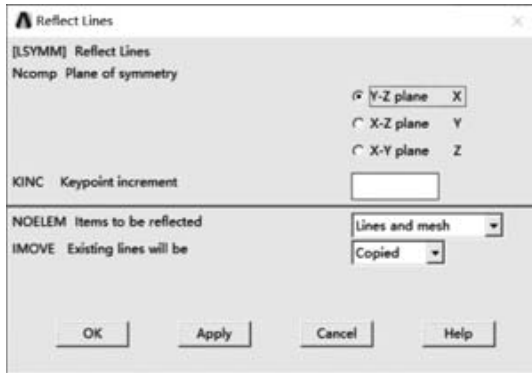 Reflect Lines
[LSYMM] Reflect Lines
Ncomp Plane of symmetry
Y-Z plane X
X-Z plane Y
X-Y plane Z
KINC Keypoint increment
NOELEM Items to be reflected Lines and mesh
IMOVE Existing lines will be Copied
OK Apply Cancel Help